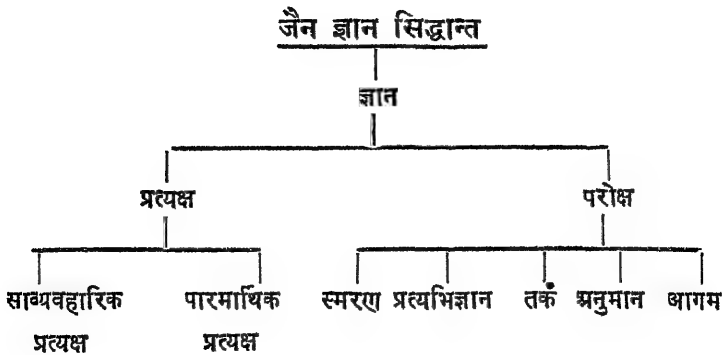 जैन ज्ञान सिद्धान्त
ज्ञान
प्रत्यक्ष परोक्ष
साव्यवहारिक पारमार्थिक स्मरण प्रत्यभिज्ञान तर्क अनुमान आगम
प्रत्यक्ष प्रत्यक्ष